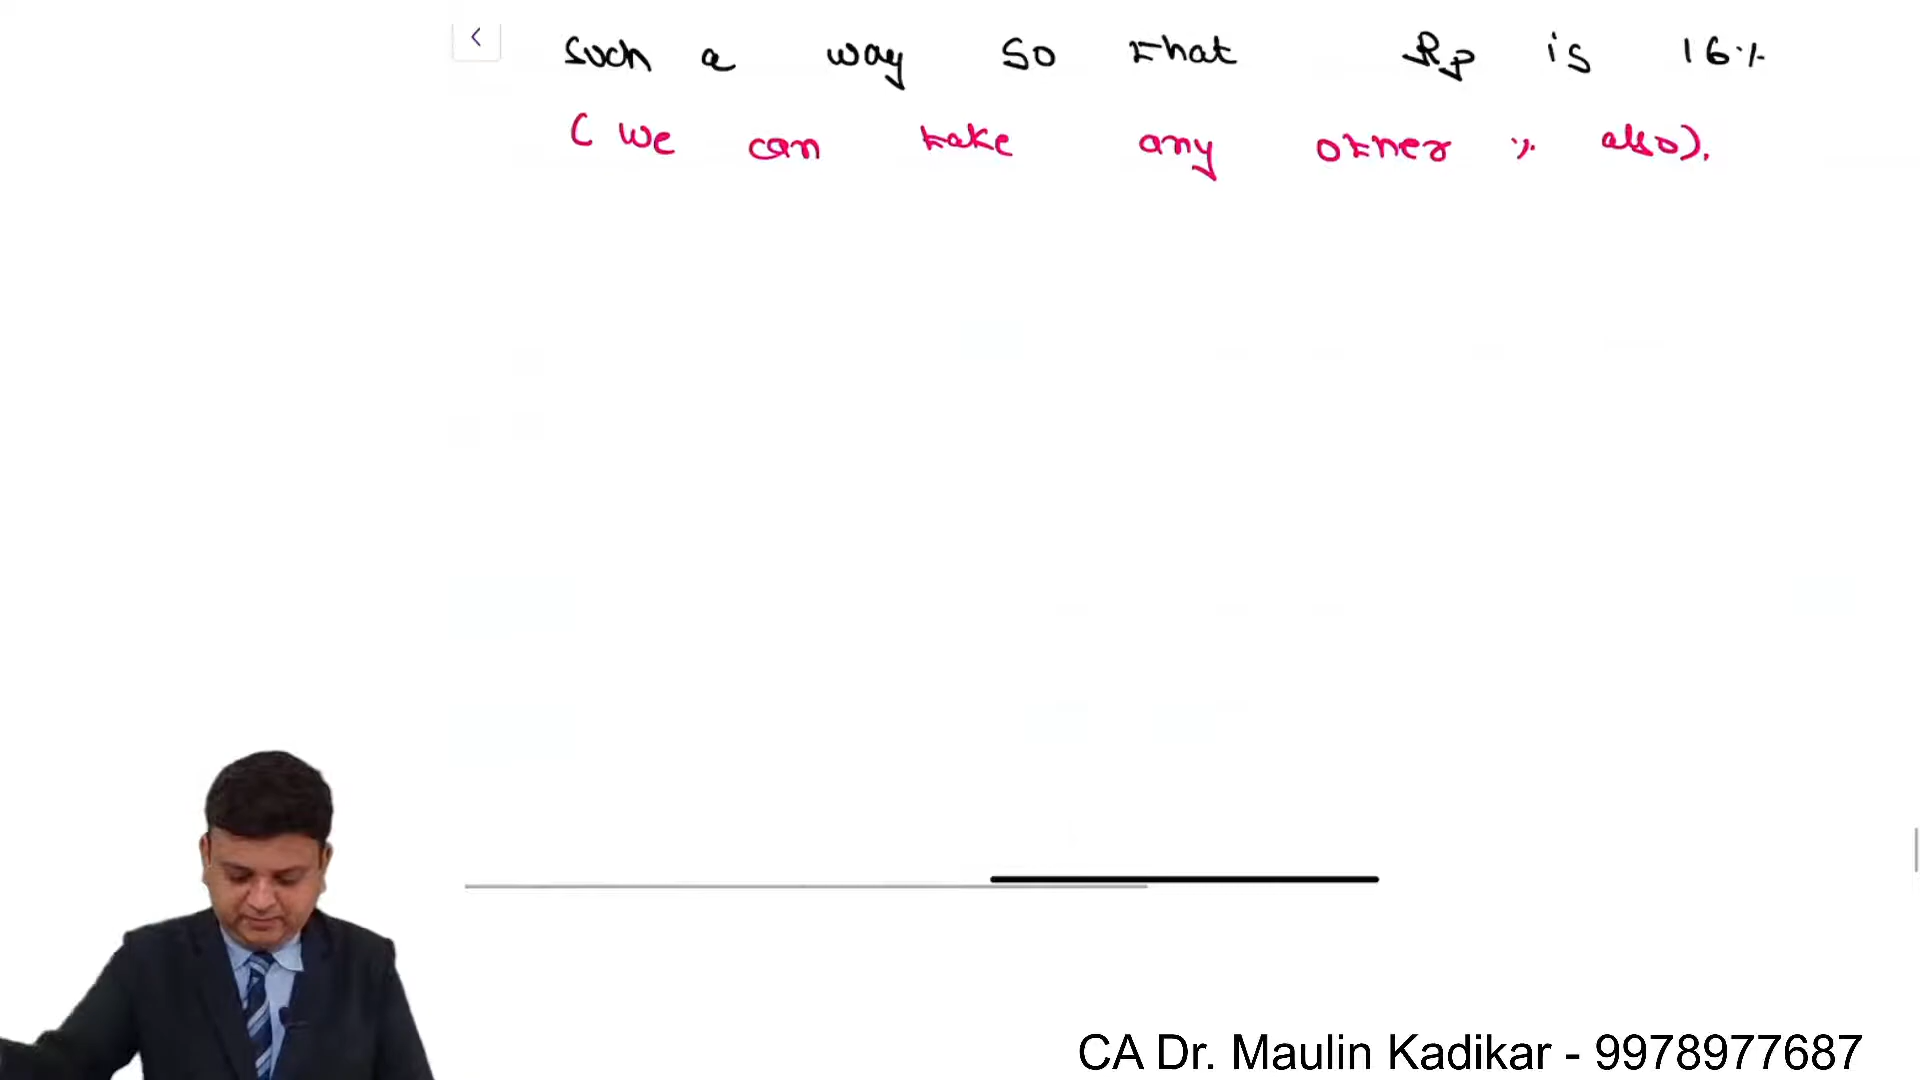 such a way so that Rp is 16%
( we can take any other % also).
CA Dr. Maulin Kadikar - 9978977687